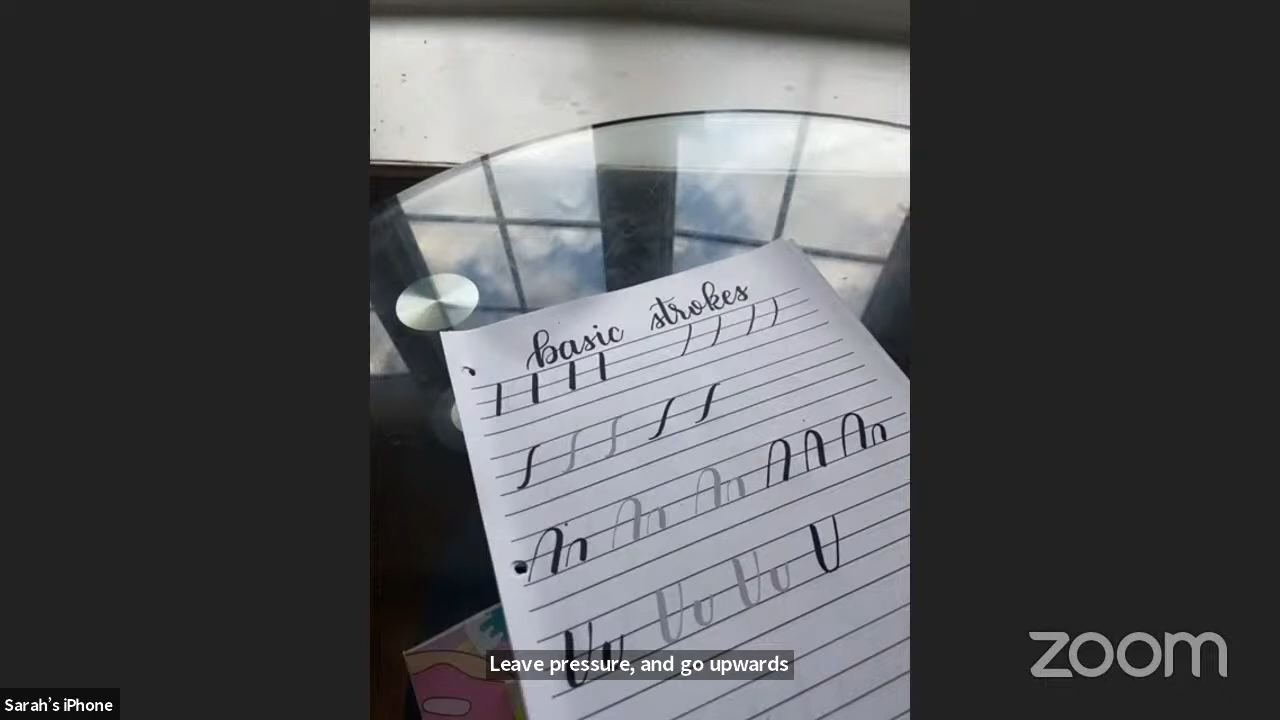 basic strokes
Leave pressure, and go upwards
zoom
Sarah's iPhone